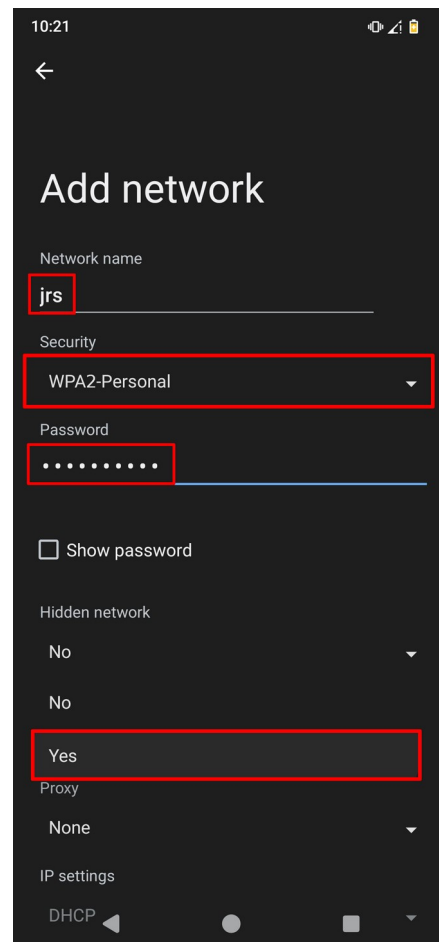 10:21
Add network
Network name
jrs
Security
WPA2-Personal
Password
••••••••••
Show password
Hidden network
No
No
Yes
Proxy
None
IP settings
DHCP